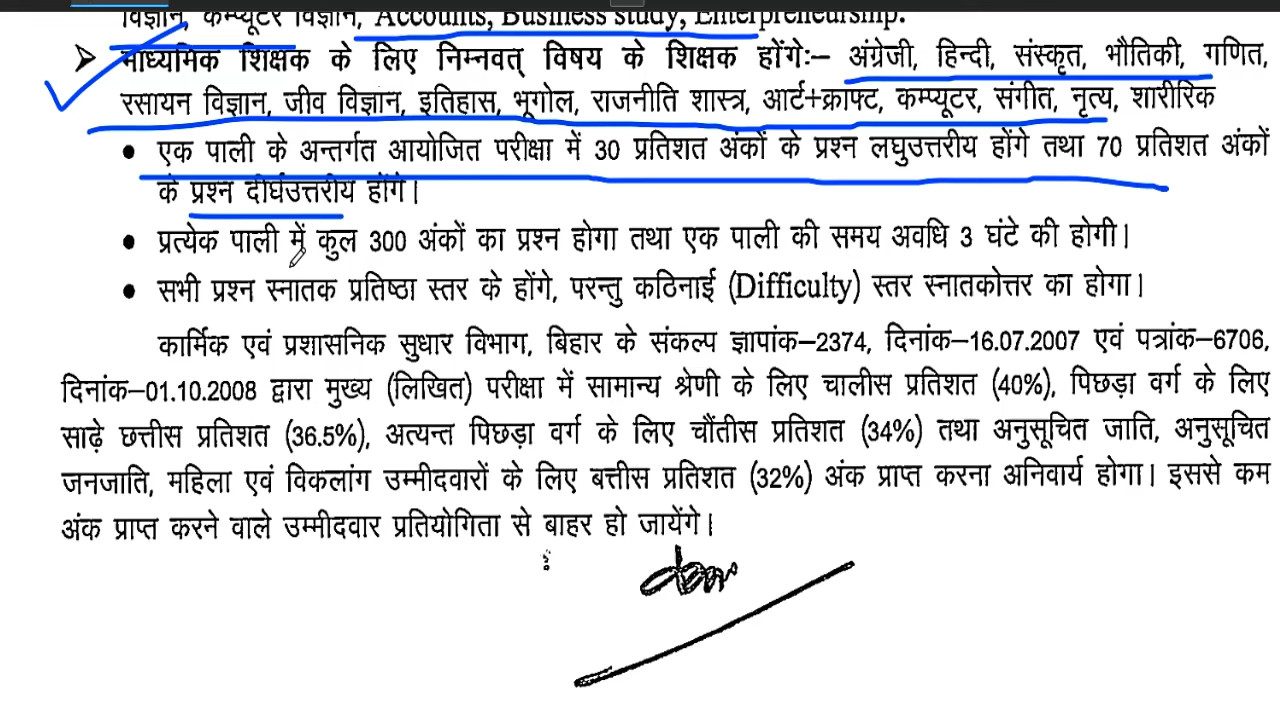 विज्ञान, कम्प्यूटर विज्ञान, Accounts, Business study, Enterpreneurship.
➢ माध्यमिक शिक्षक के लिए निम्नवत् विषय के शिक्षक होंगेः– अंग्रेजी, हिन्दी, संस्कृत, भौतिकी, गणित,
रसायन विज्ञान, जीव विज्ञान, इतिहास, भूगोल, राजनीति शास्त्र, आर्ट+क्राफ्ट, कम्प्यूटर, संगीत, नृत्य, शारीरिक
• एक पाली के अन्तर्गत आयोजित परीक्षा में 30 प्रतिशत अंकों के प्रश्न लघुउत्तरीय होंगे तथा 70 प्रतिशत अंकों
के प्रश्न दीर्घउत्तरीय होंगे।
• प्रत्येक पाली में कुल 300 अंकों का प्रश्न होगा तथा एक पाली की समय अवधि 3 घंटे की होगी।
• सभी प्रश्न स्नातक प्रतिष्ठा स्तर के होंगे, परन्तु कठिनाई (Difficulty) स्तर स्नातकोत्तर का होगा।
कार्मिक एवं प्रशासनिक सुधार विभाग, बिहार के संकल्प ज्ञापांक–2374, दिनांक–16.07.2007 एवं पत्रांक–6706,
दिनांक–01.10.2008 द्वारा मुख्य (लिखित) परीक्षा में सामान्य श्रेणी के लिए चालीस प्रतिशत (40%), पिछड़ा वर्ग के लिए
साढ़े छत्तीस प्रतिशत (36.5%), अत्यन्त पिछड़ा वर्ग के लिए चौंतीस प्रतिशत (34%) तथा अनुसूचित जाति, अनुसूचित
जनजाति, महिला एवं विकलांग उम्मीदवारों के लिए बत्तीस प्रतिशत (32%) अंक प्राप्त करना अनिवार्य होगा। इससे कम
अंक प्राप्त करने वाले उम्मीदवार प्रतियोगिता से बाहर हो जायेंगे।